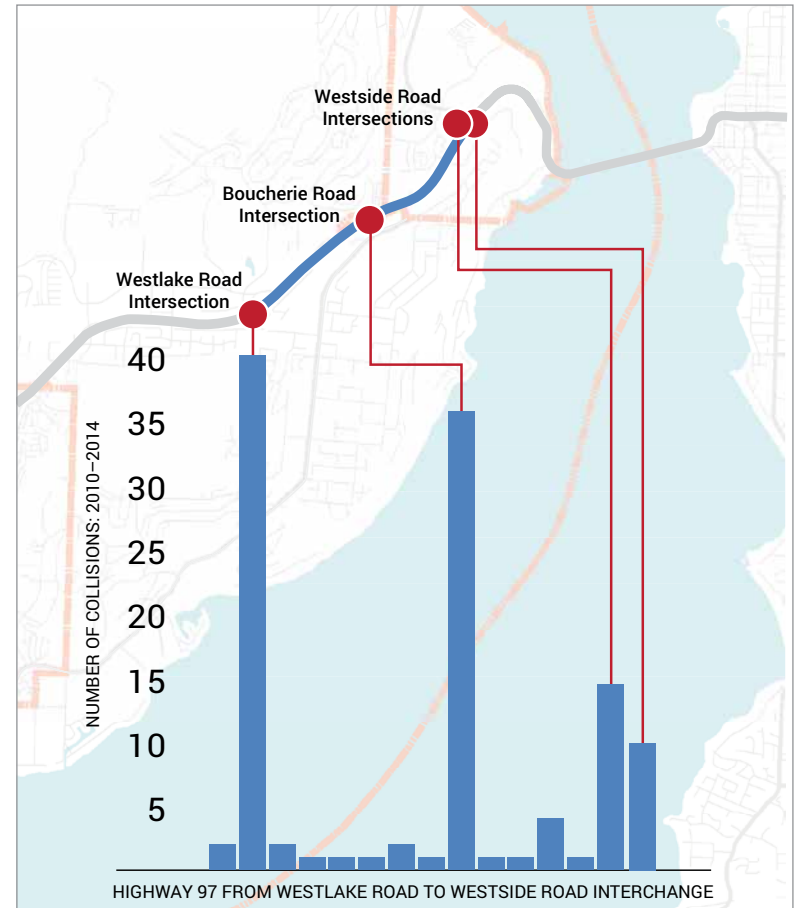 Westside Road
Intersections
Boucherie Road
Intersection
Westlake Road
Intersection
40
35
30
25
20
15
10
5
NUMBER OF COLLISIONS: 2010–2014
HIGHWAY 97 FROM WESTLAKE ROAD TO WESTSIDE ROAD INTERCHANGE